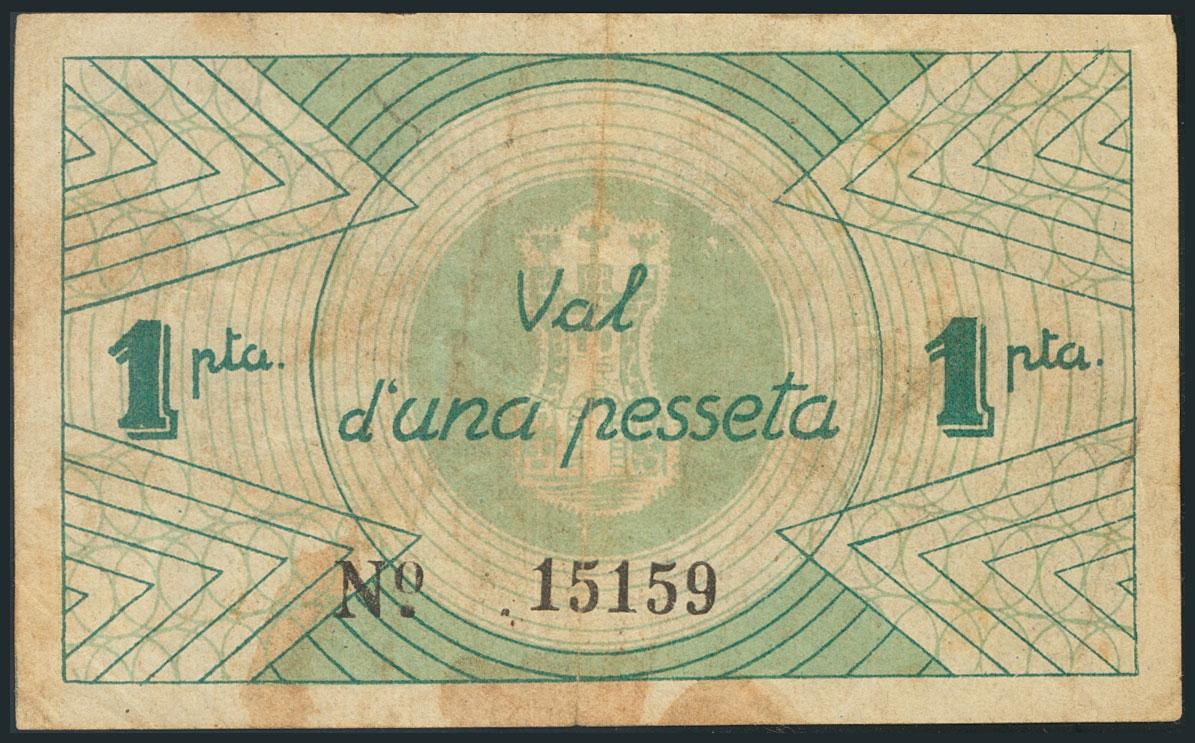 Val
d'una pesseta
1 pta.
1 pta.
Nº 15159